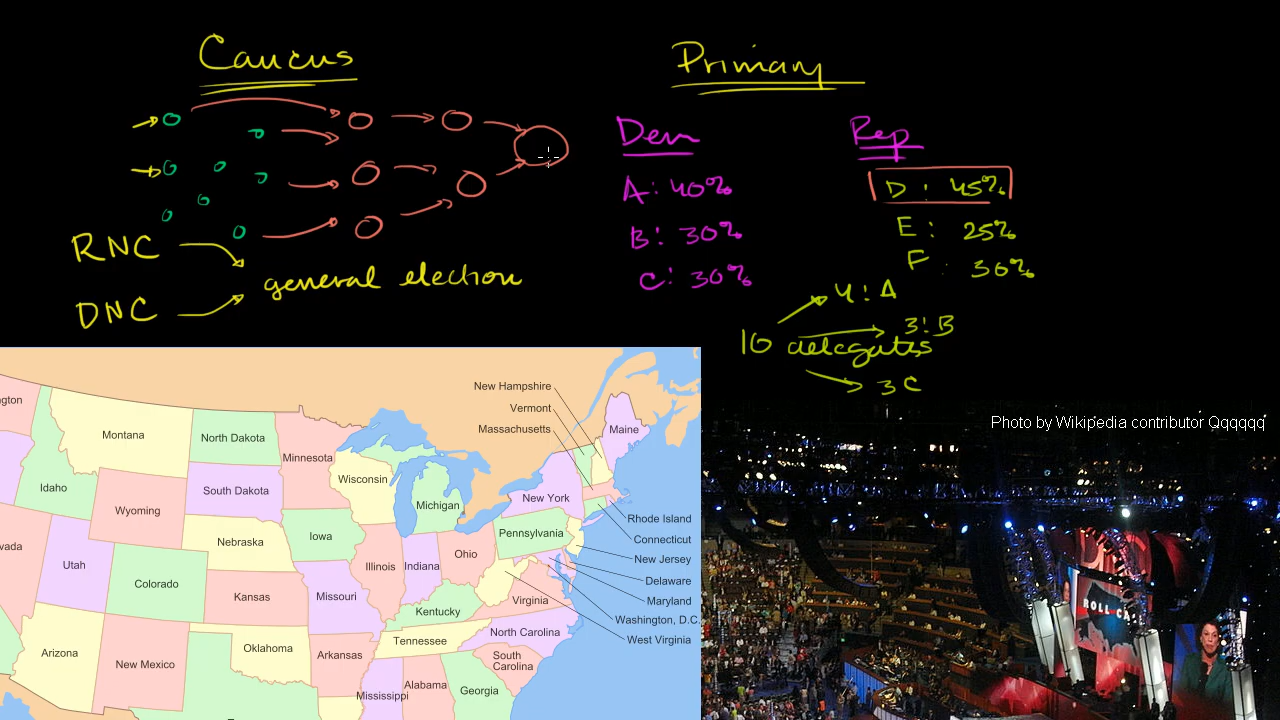 Caucus
Primary
Dem
Rep
A: 40%
D: 45%
B: 30%
E: 25%
C: 30%
F: 30%
RNC
DNC
general election
10 delegates
4: A
3: B
3 C
Photo by Wikipedia contributor Qqqqqq
New Hampshire
Vermont
Massachusetts
Maine
Montana
North Dakota
Minnesota
Wisconsin
Michigan
New York
Idaho
Wyoming
South Dakota
Rhode Island
Connecticut
New Jersey
Delaware
Maryland
Washington, D.C.
West Virginia
Nebraska
Iowa
Pennsylvania
Ohio
Illinois
Indiana
Utah
Colorado
Kansas
Missouri
Kentucky
Virginia
Arizona
New Mexico
Oklahoma
Arkansas
Tennessee
North Carolina
South Carolina
Mississippi
Alabama
Georgia
gton
vada
ROLL C